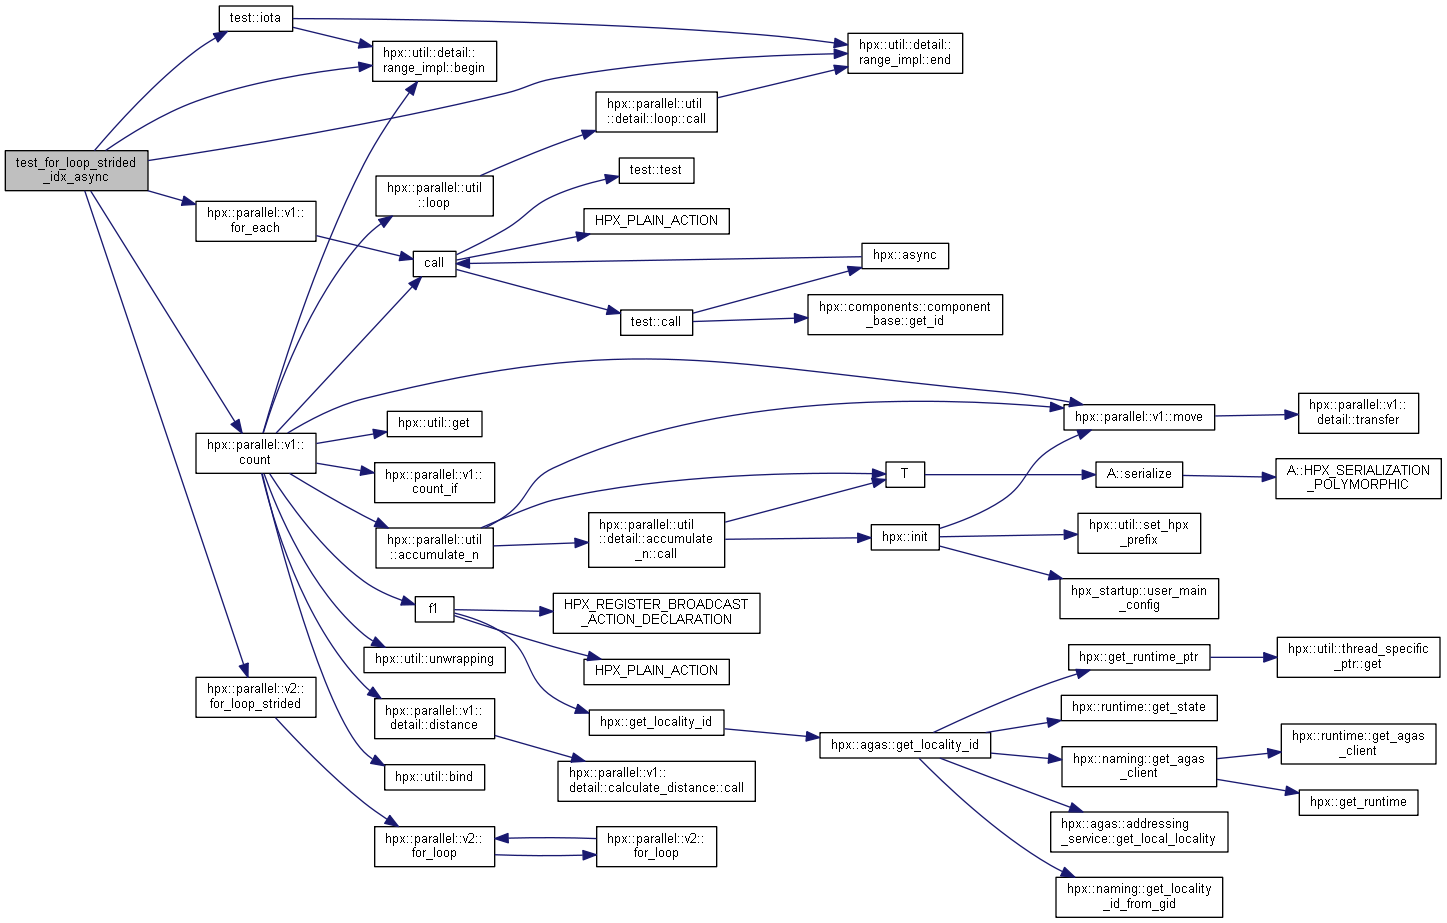 test::iota
hpx::util::detail::
range_impl::begin
hpx::util::detail::
range_impl::end
hpx::parallel::util
::detail::loop::call
test_for_loop_strided
_idx_async
test::test
hpx::parallel::util
::loop
hpx::parallel::v1::
for_each
HPX_PLAIN_ACTION
call
hpx::async
hpx::components::component
_base::get_id
test::call
hpx::parallel::v1::move
hpx::parallel::v1::
detail::transfer
hpx::util::get
hpx::parallel::v1::
count
hpx::parallel::v1::
count_if
T
A::serialize
A::HPX_SERIALIZATION
_POLYMORPHIC
hpx::parallel::util
::accumulate_n
hpx::parallel::util
::detail::accumulate
_n::call
hpx::init
hpx::util::set_hpx
_prefix
hpx_startup::user_main
_config
f1
HPX_REGISTER_BROADCAST
_ACTION_DECLARATION
hpx::util::unwrapping
HPX_PLAIN_ACTION
hpx::get_runtime_ptr
hpx::util::thread_specific
_ptr::get
hpx::parallel::v2::
for_loop_strided
hpx::parallel::v1::
detail::distance
hpx::get_locality_id
hpx::runtime::get_state
hpx::agas::get_locality_id
hpx::naming::get_agas
_client
hpx::runtime::get_agas
_client
hpx::util::bind
hpx::parallel::v1::
detail::calculate_distance::call
hpx::get_runtime
hpx::agas::addressing
_service::get_local_locality
hpx::parallel::v2::
for_loop
hpx::parallel::v2::
for_loop
hpx::naming::get_locality
_id_from_gid